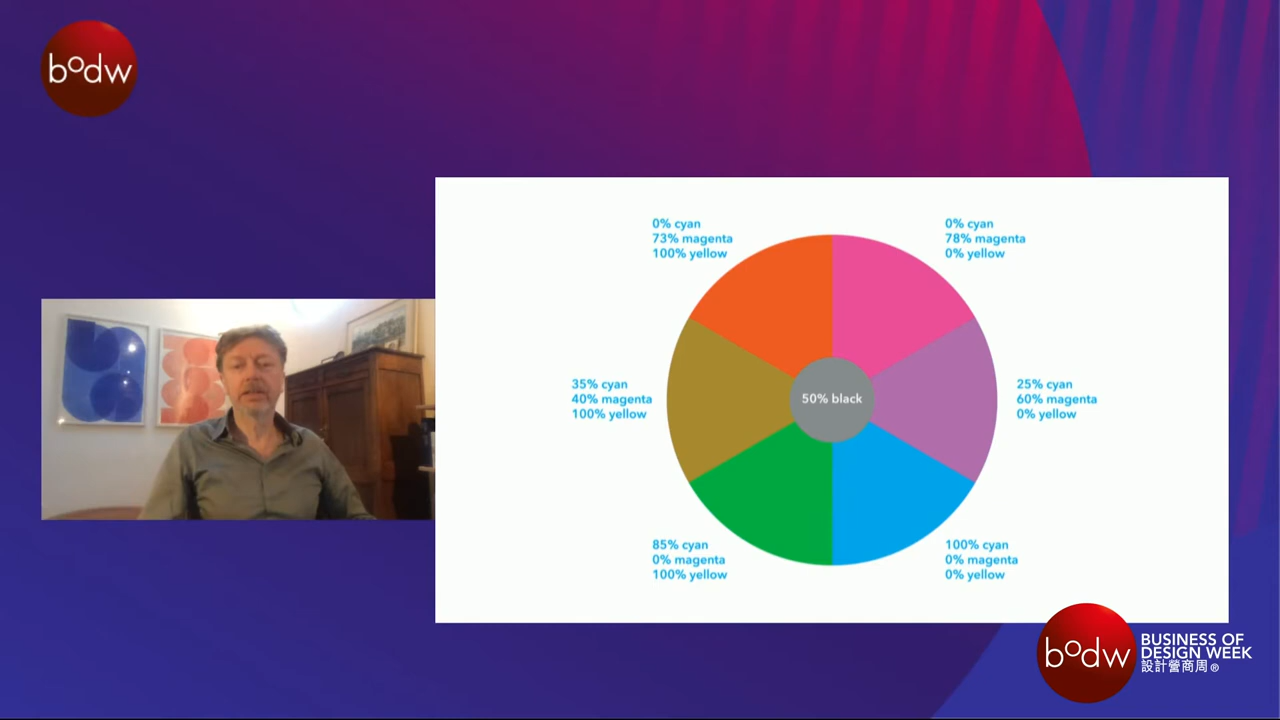 bodw
0% cyan
73% magenta
100% yellow
0% cyan
78% magenta
0% yellow
35% cyan
40% magenta
100% yellow
50% black
25% cyan
60% magenta
0% yellow
85% cyan
0% magenta
100% yellow
100% cyan
0% magenta
0% yellow
bodw
BUSINESS OF
DESIGN WEEK
設計營商周®